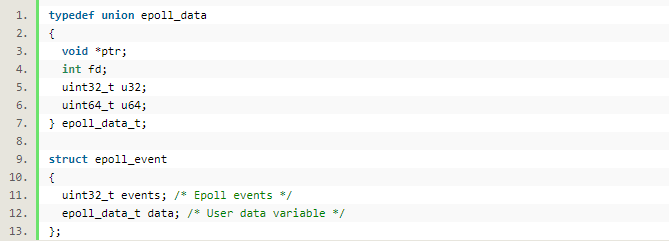 1. typedef union epoll_data
2. {
3.   void *ptr;
4.   int fd;
5.   uint32_t u32;
6.   uint64_t u64;
7. } epoll_data_t;
8.
9. struct epoll_event
10. {
11.   uint32_t events; /* Epoll events */
12.   epoll_data_t data; /* User data variable */
13. };